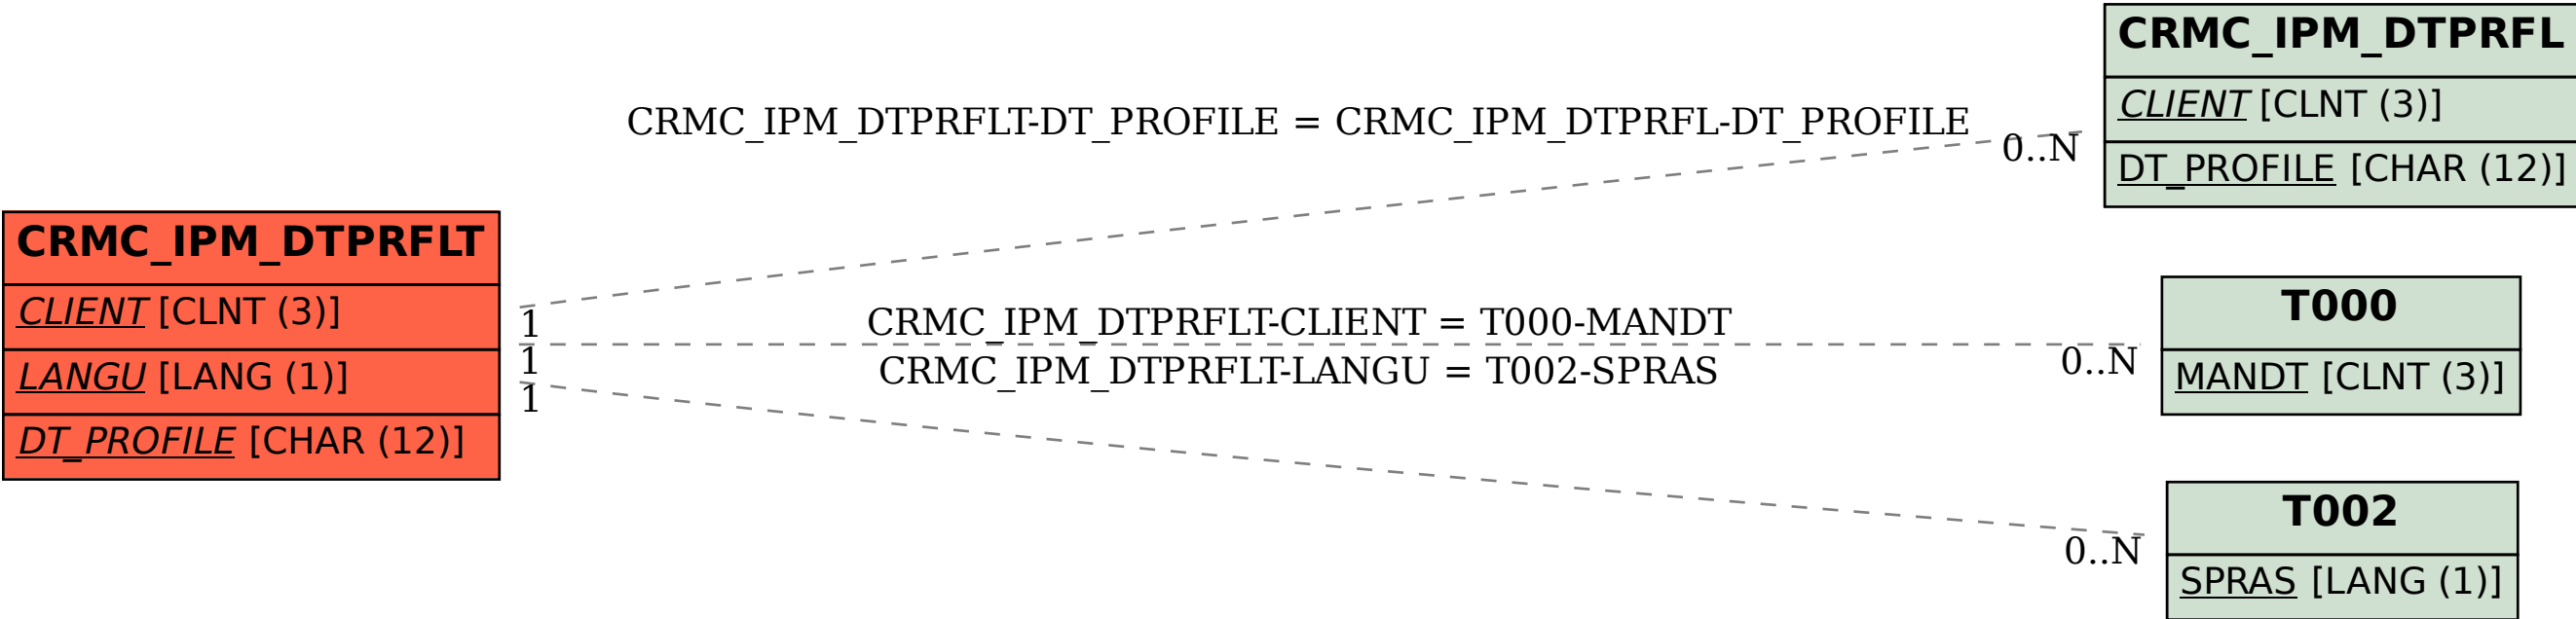 CRMC_IPM_DTPRFLT
CLIENT [CLNT (3)]
LANGU [LANG (1)]
DT_PROFILE [CHAR (12)]
CRMC_IPM_DTPRFLT-DT_PROFILE = CRMC_IPM_DTPRFL-DT_PROFILE
0..N
1
CRMC_IPM_DTPRFLT-CLIENT = T000-MANDT
0..N
1
CRMC_IPM_DTPRFLT-LANGU = T002-SPRAS
0..N
1
CRMC_IPM_DTPRFL
CLIENT [CLNT (3)]
DT_PROFILE [CHAR (12)]
T000
MANDT [CLNT (3)]
T002
SPRAS [LANG (1)]